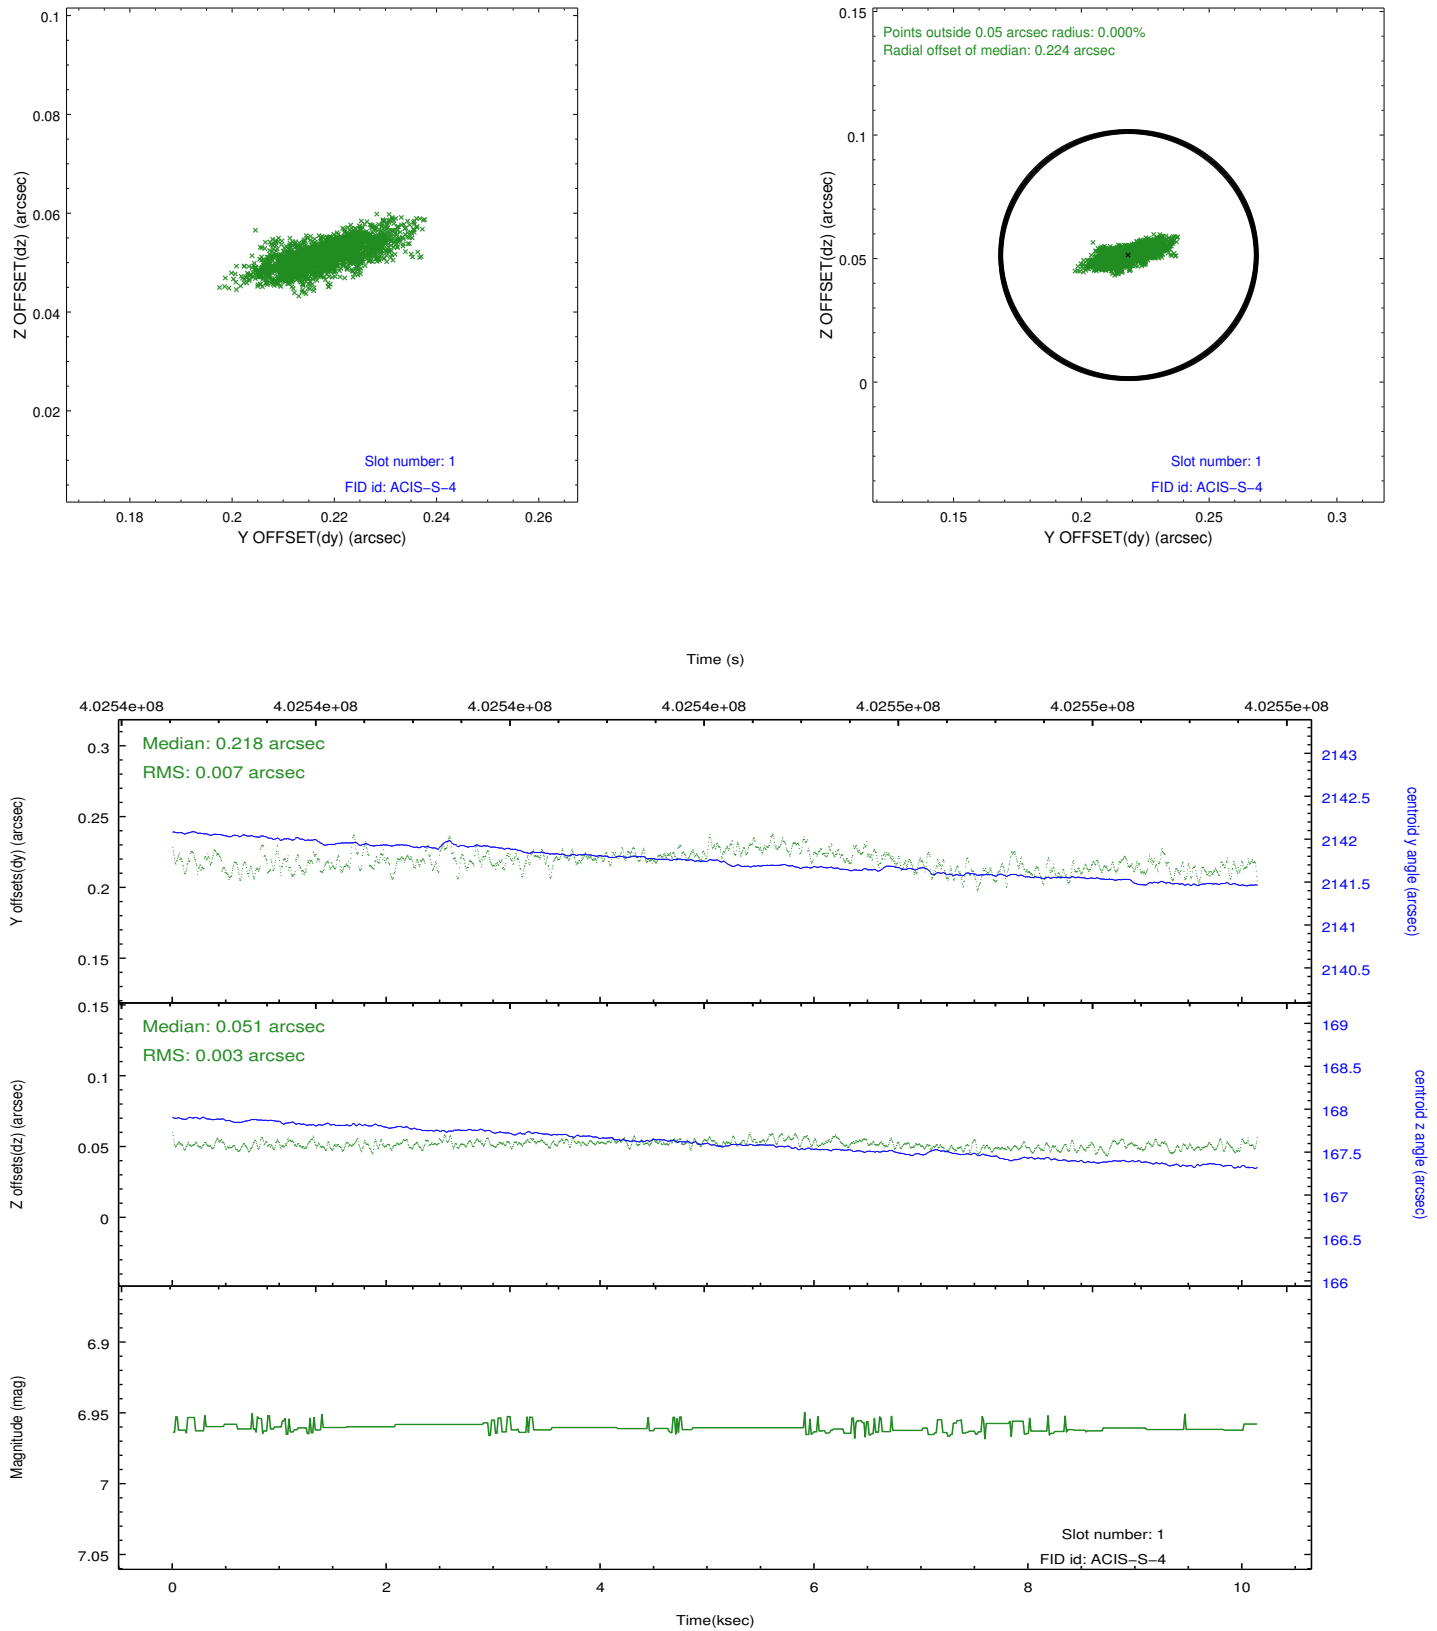 0.1
0.08
0.06
0.04
0.02
Z OFFSET(dz) (arcsec)
Slot number: 1
FID id: ACIS−S−4
0.18 0.2 0.22 0.24 0.26
Y OFFSET(dy) (arcsec)
0.15
0.1
0.05
0
Z OFFSET(dz) (arcsec)
Points outside 0.05 arcsec radius: 0.000%
Radial offset of median: 0.224 arcsec
Slot number: 1
FID id: ACIS−S−4
0.15 0.2 0.25 0.3
Y OFFSET(dy) (arcsec)
Time (s)
4.0254e+08 4.0254e+08 4.0254e+08 4.0254e+08 4.0255e+08 4.0255e+08 4.0255e+08
Median: 0.218 arcsec
RMS: 0.007 arcsec
0.3
0.25
0.2
0.15
Y offsets(dy) (arcsec)
2143
2142.5
2142
2141.5
2141
2140.5
centroid y angle (arcsec)
Median: 0.051 arcsec
RMS: 0.003 arcsec
0.15
0.1
0.05
0
Z offsets(dz) (arcsec)
169
168.5
168
167.5
167
166.5
166
centroid z angle (arcsec)
6.9
6.95
7
7.05
Magnitude (mag)
Slot number: 1
FID id: ACIS−S−4
0 2 4 6 8 10
Time(ksec)